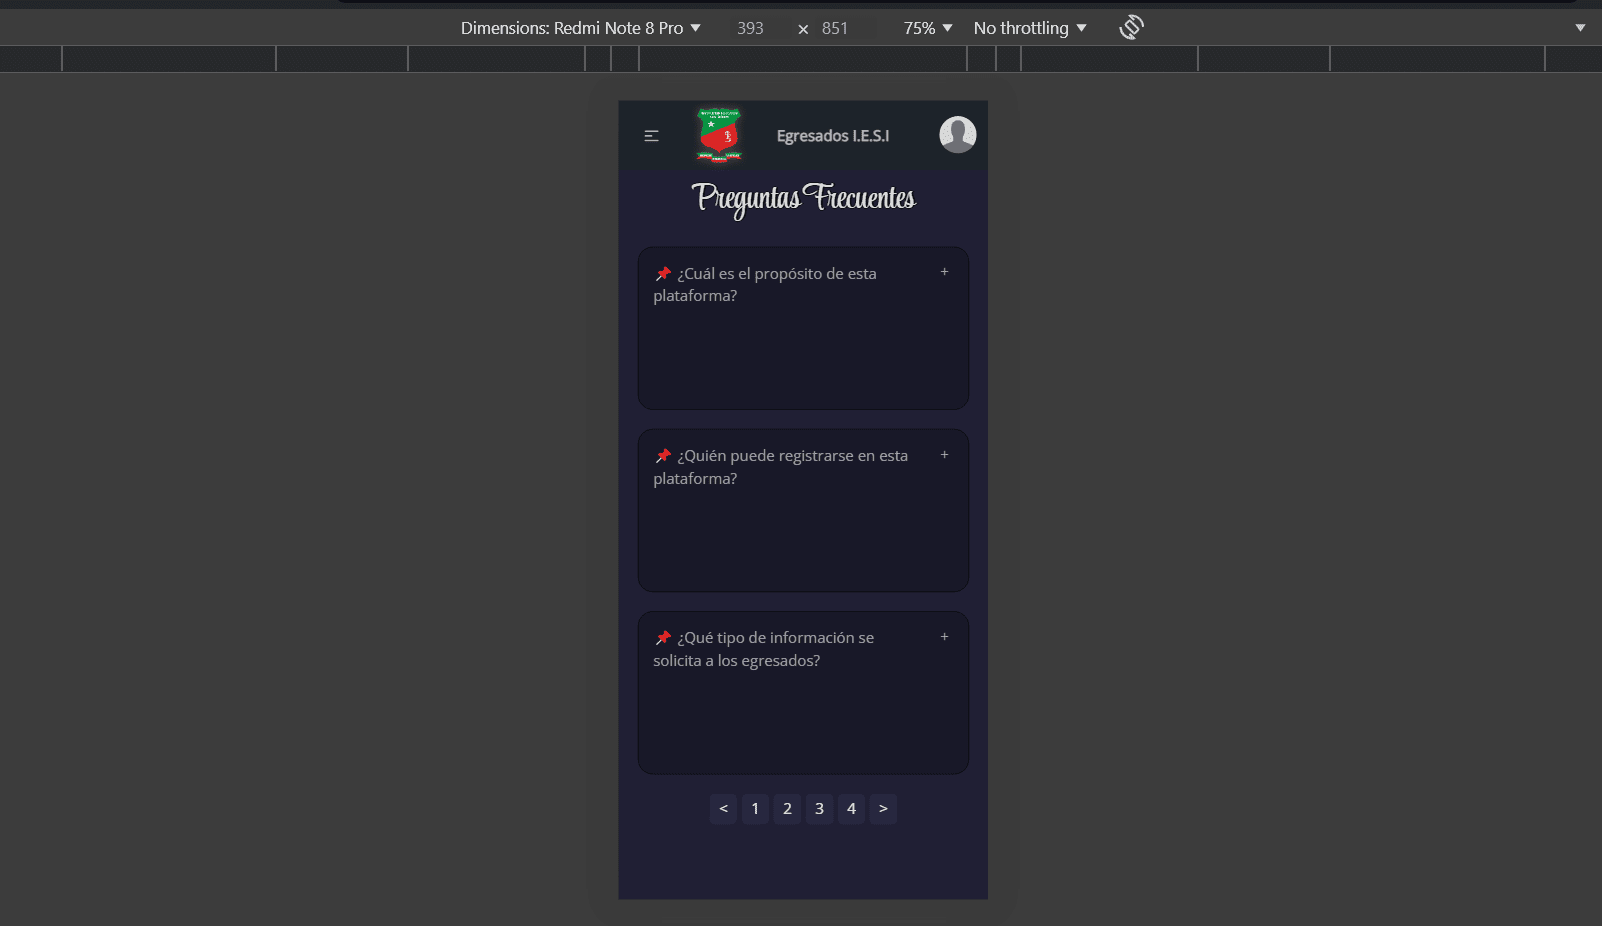 Dimensions: Redmi Note 8 Pro 393 × 851 75% No throttling
Egresados I.E.S.I
Preguntas Frecuentes
📌 ¿Cuál es el propósito de esta +
plataforma?
📌 ¿Quién puede registrarse en esta +
plataforma?
📌 ¿Qué tipo de información se +
solicita a los egresados?
< 1 2 3 4 >